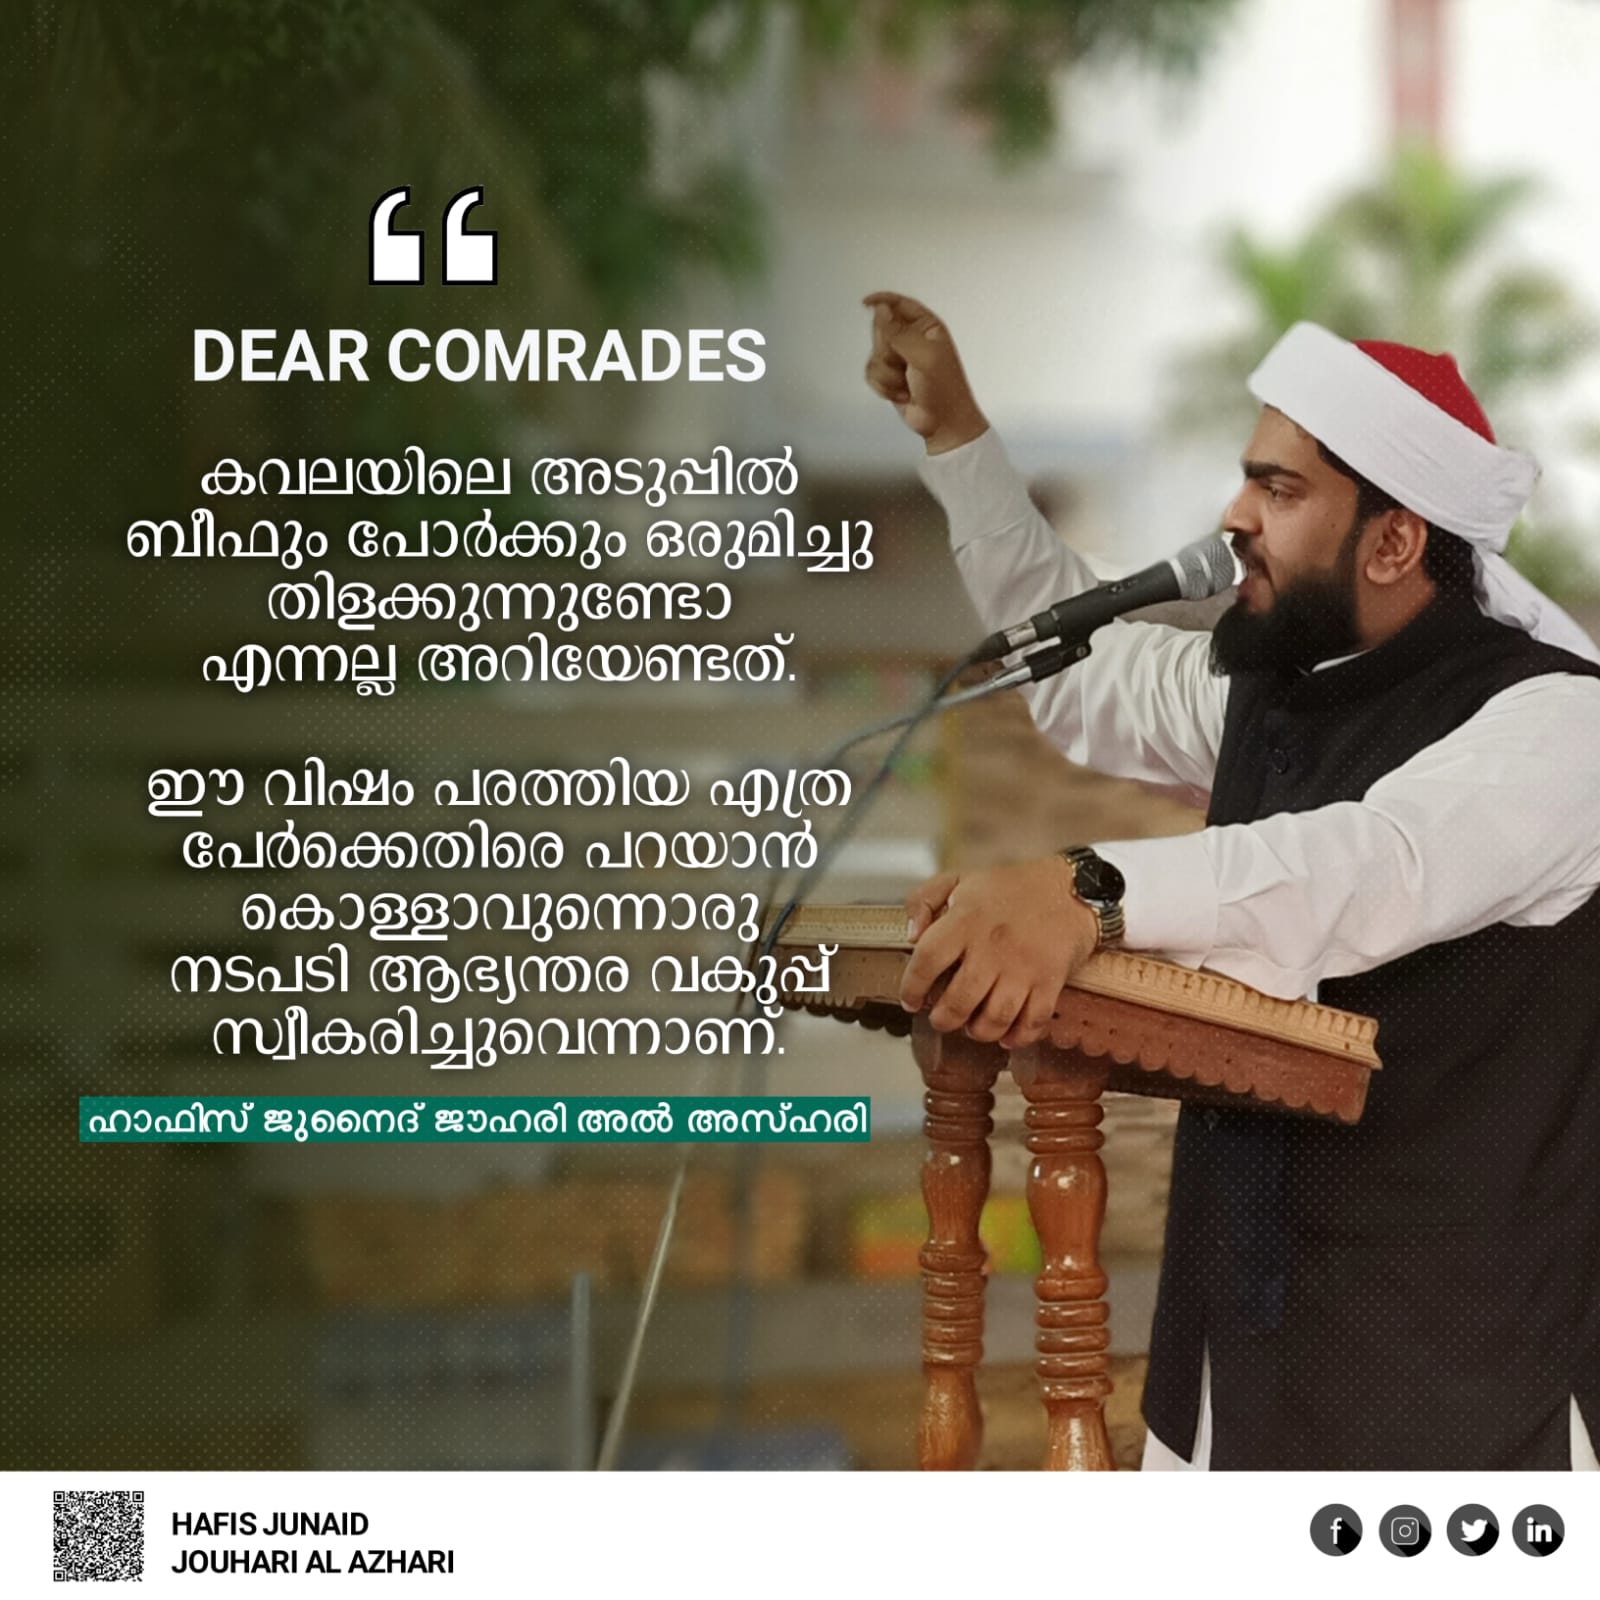 DEAR COMRADES
കവലയിലെ അടുപ്പിൽ
ബീഫും പോർക്കും ഒരുമിച്ചു
തിളക്കുന്നുണ്ടോ
എന്നല്ല അറിയേണ്ടത്.
ഈ വിഷം പരത്തിയ എത്ര
പേർക്കെതിരെ പറയാൻ
കൊള്ളാവുന്നൊരു
നടപടി ആഭ്യന്തര വകുപ്പ്
സ്വീകരിച്ചുവെന്നാണ്.
ഹാഫിസ് ജുനൈദ് ജൗഹരി അൽ അസ്ഹരി
HAFIS JUNAID
JOUHARI AL AZHARI